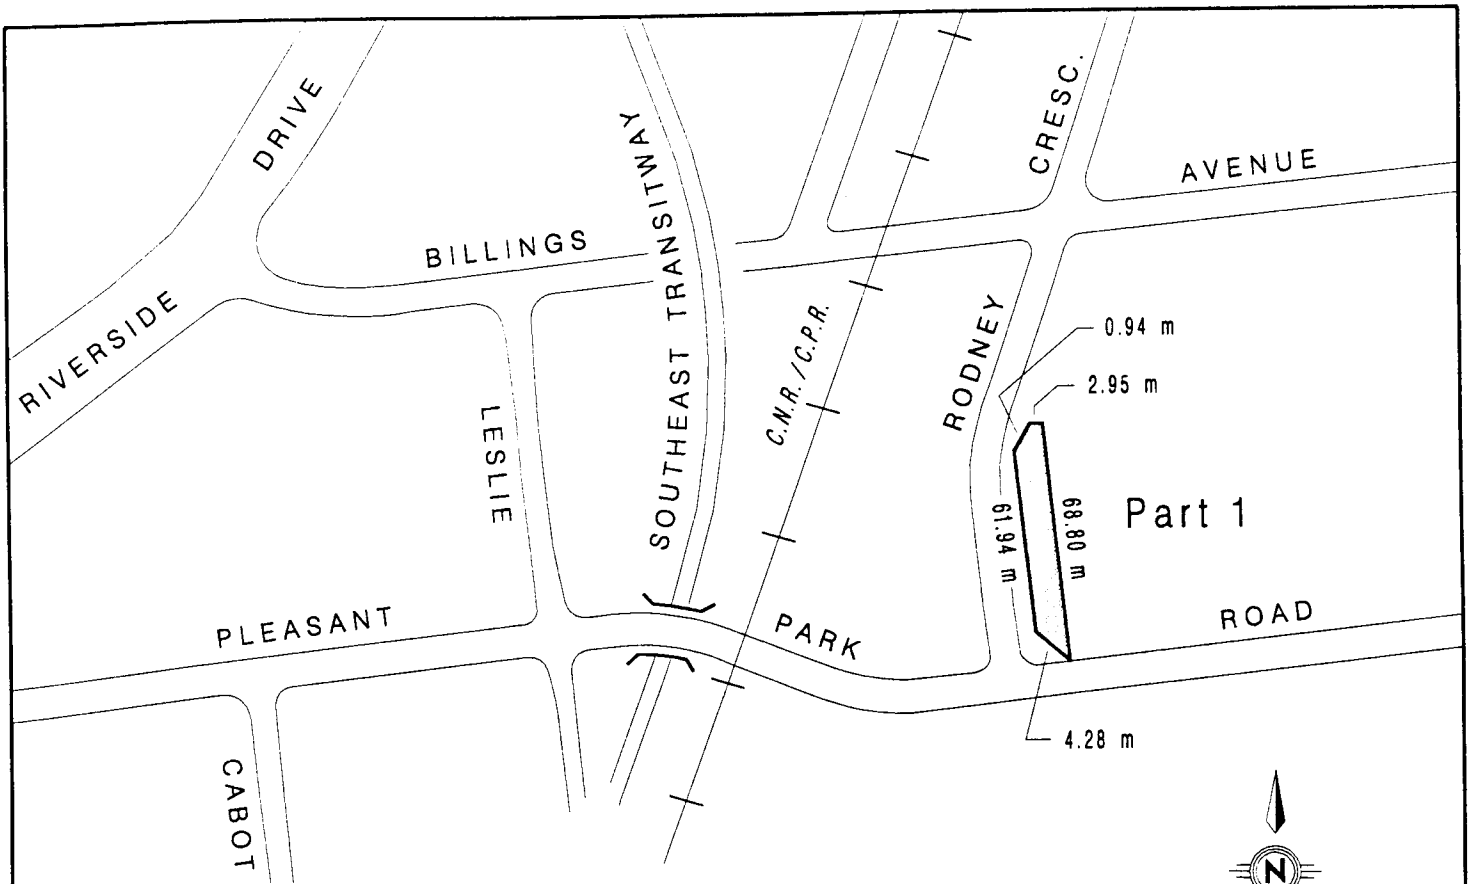 CRESC.
DRIVE
AVENUE
BILLINGS
SOUTHEAST TRANSITWAY
RIVERSIDE
C.N.R. / C.P.R.
RODNEY
0.94 m
2.95 m
LESLIE
61.94 m
68.80 m
Part 1
PLEASANT
PARK
ROAD
4.28 m
CABOT
N